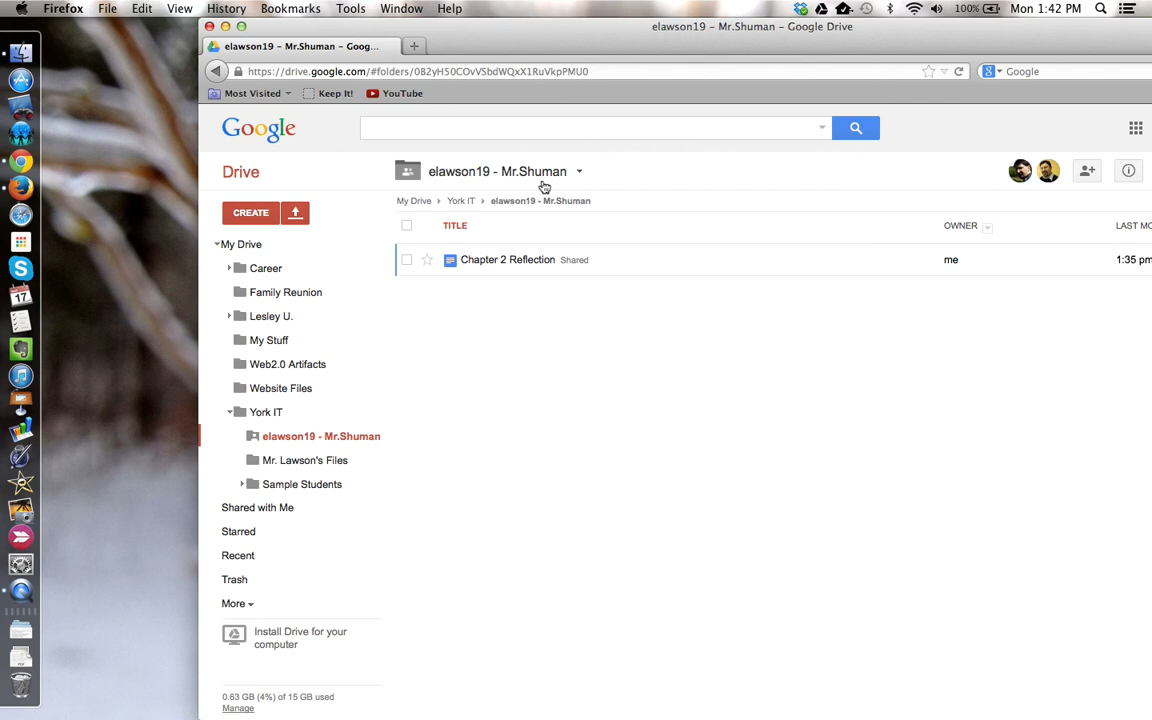 Firefox File Edit View History Bookmarks Tools Window Help 100% Mon 1:42 PM
elawson19 - Mr.Shuman - Google Drive
elawson19 - Mr.Shuman - Goog...
https://drive.google.com/#folders/0B2yH50COvVSbdWQxX1RuVkpPMU0 Google
Most Visited Keep It! YouTube
Google
Drive elawson19 - Mr.Shuman
My Drive York IT elawson19 - Mr.Shuman
CREATE
TITLE OWNER LAST MO
My Drive
Chapter 2 Reflection Shared me 1:35 pm
Career
Family Reunion
Lesley U.
My Stuff
Web2.0 Artifacts
Website Files
York IT
elawson19 - Mr.Shuman
Mr. Lawson's Files
Sample Students
Shared with Me
Starred
Recent
Trash
More
Install Drive for your
computer
0.63 GB (4%) of 15 GB used
Manage
17